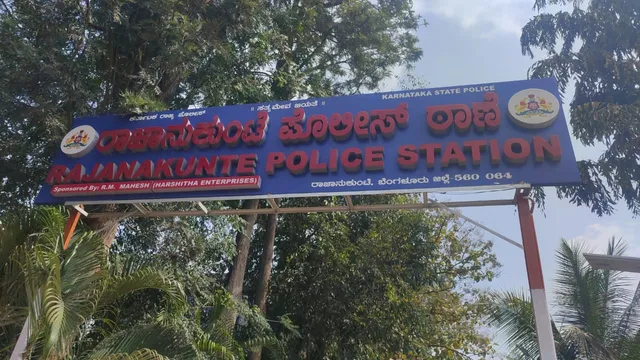 ॥ ಸತ್ಯಮೇವ ಜಯತೆ ॥
ಕರ್ನಾಟಕ ರಾಜ್ಯ ಪೊಲೀಸ್
KARNATAKA STATE POLICE
ರಾಜಾನುಕುಂಟೆ ಪೊಲೀಸ್ ಠಾಣೆ
RAJANAKUNTE POLICE STATION
Sponsored By: R.M. MAHESH (HARSHITHA ENTERPRISES)
ರಾಜಾನುಕುಂಟೆ, ಬೆಂಗಳೂರು ಜಿಲ್ಲೆ-560 064